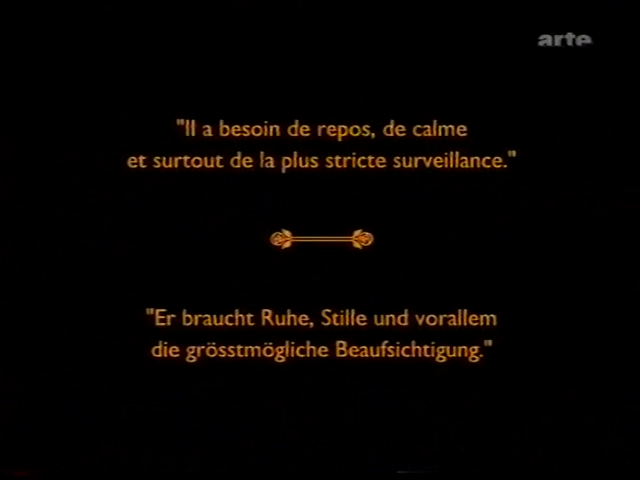 arte
"Il a besoin de repos, de calme
et surtout de la plus stricte surveillance."
"Er braucht Ruhe, Stille und vorallem
die grösstmögliche Beaufsichtigung."